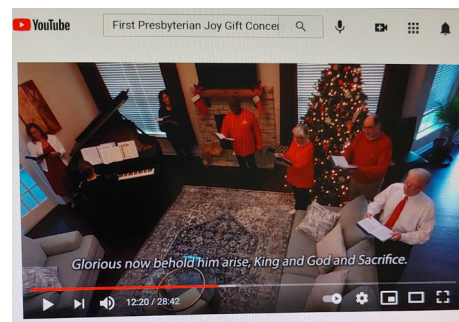 YouTube
First Presbyterian Joy Gift Concer
Glorious now behold him arise, King and God and Sacrifice.
12:20 / 28:42